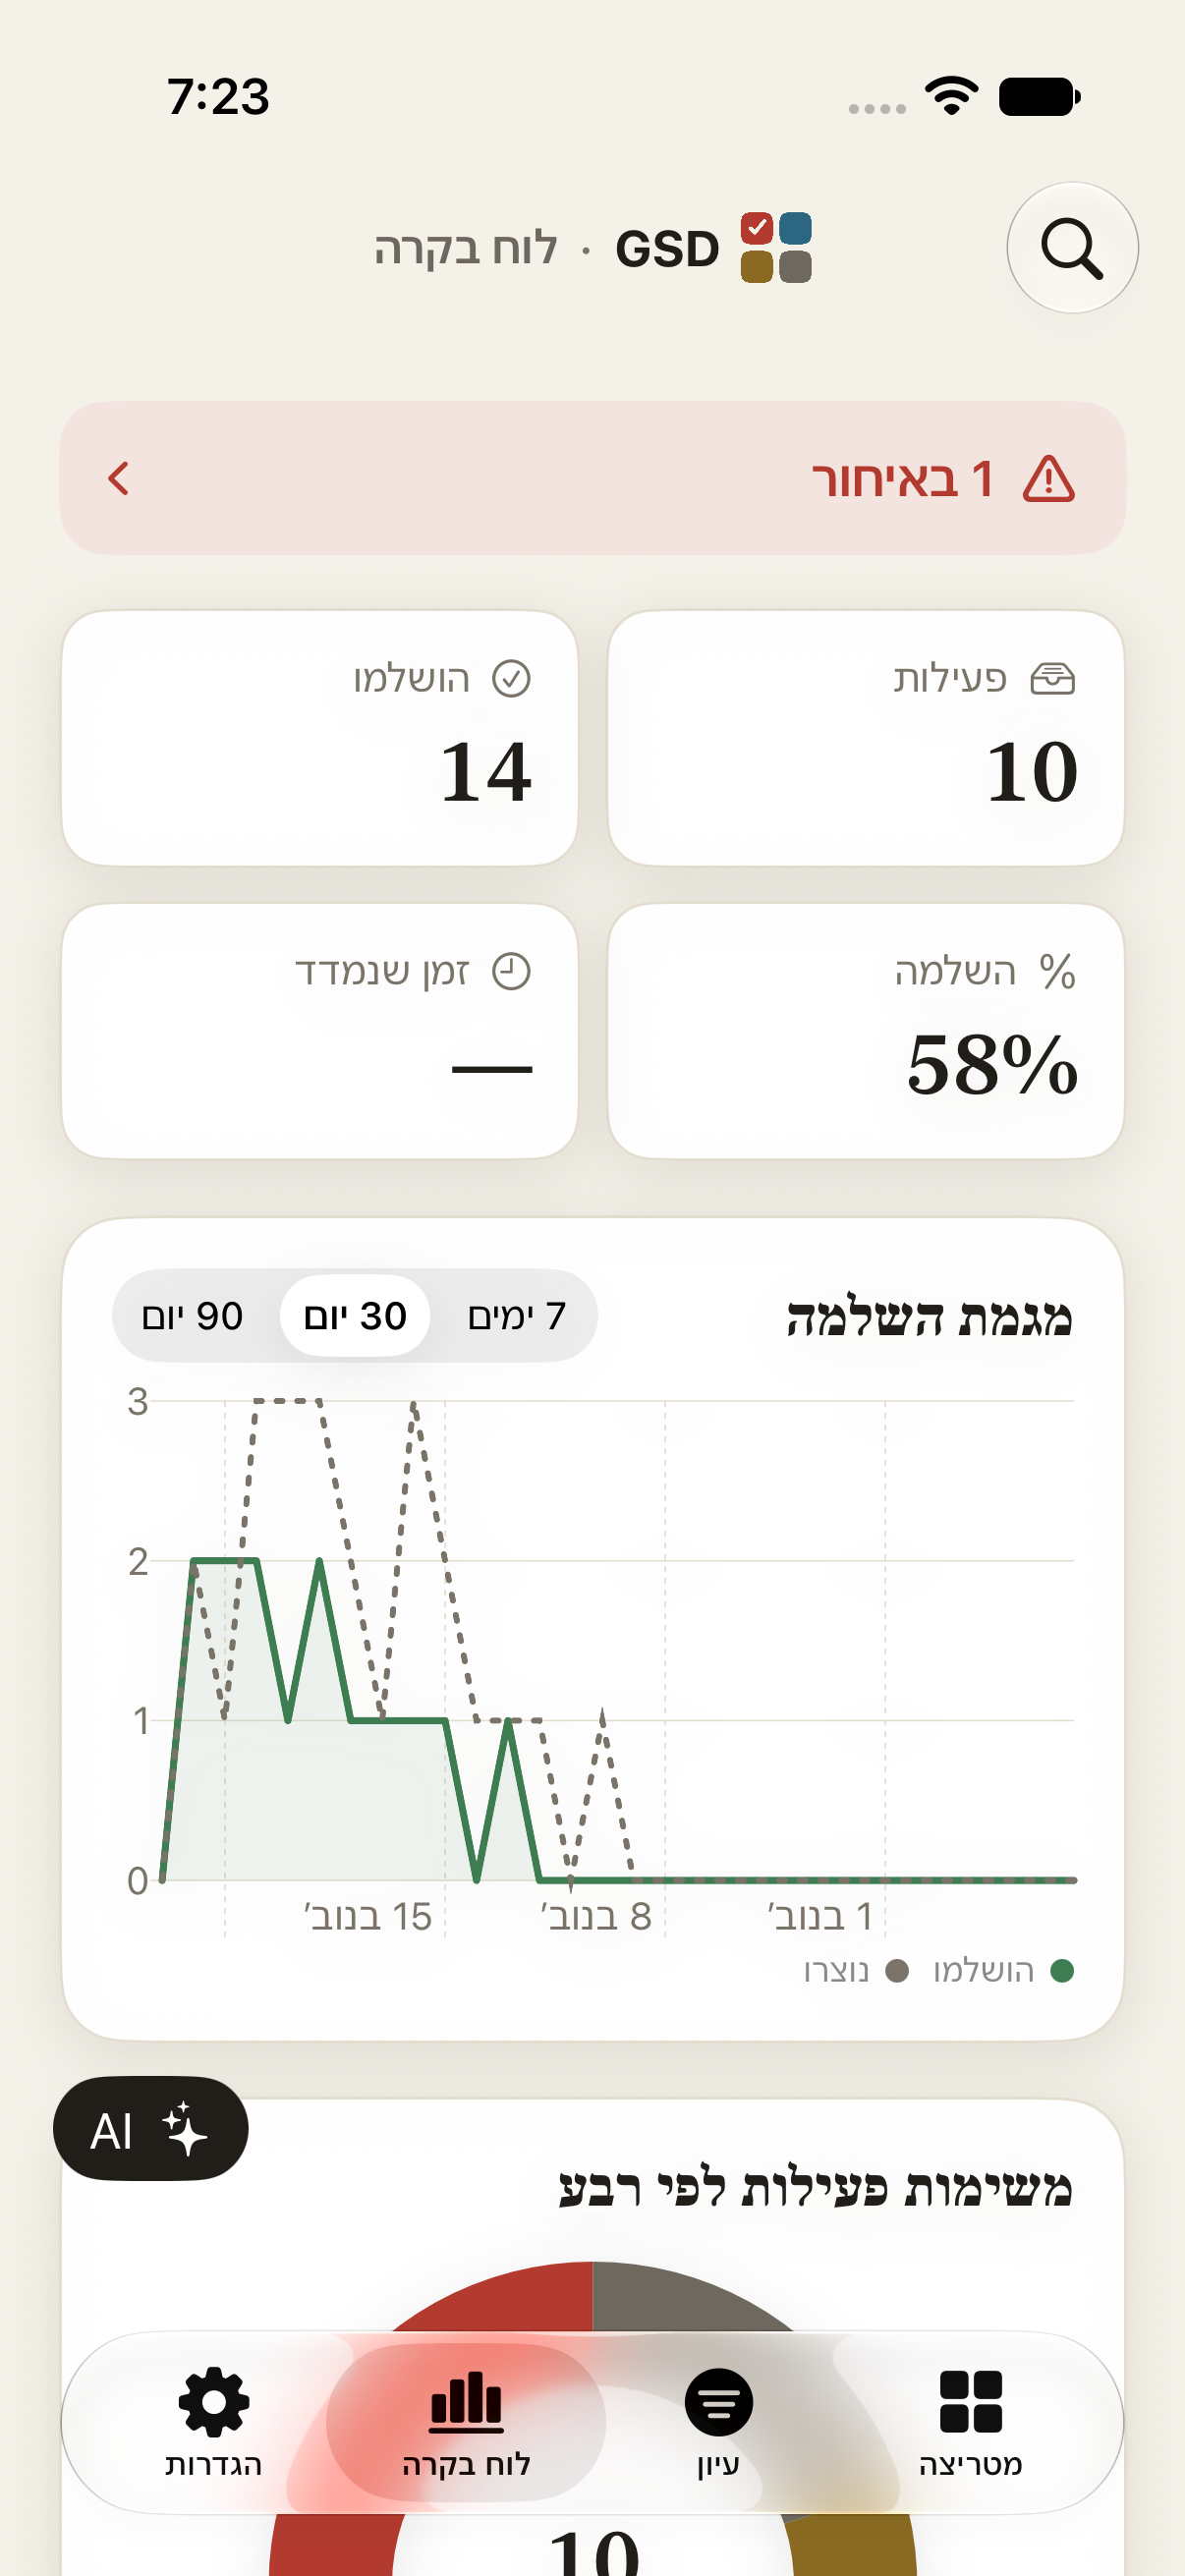 7:23
GSD · לוח בקרה
1 באיחור
פעילות
10
הושלמו
14
% השלמה
58%
זמן שנמדד
—
מגמת השלמה
7 ימים
30 יום
90 יום
3
2
1
0
1 בנוב׳
8 בנוב׳
15 בנוב׳
הושלמו
נוצרו
AI
משימות פעילות לפי רבע
10
מטריצה
עיון
לוח בקרה
הגדרות